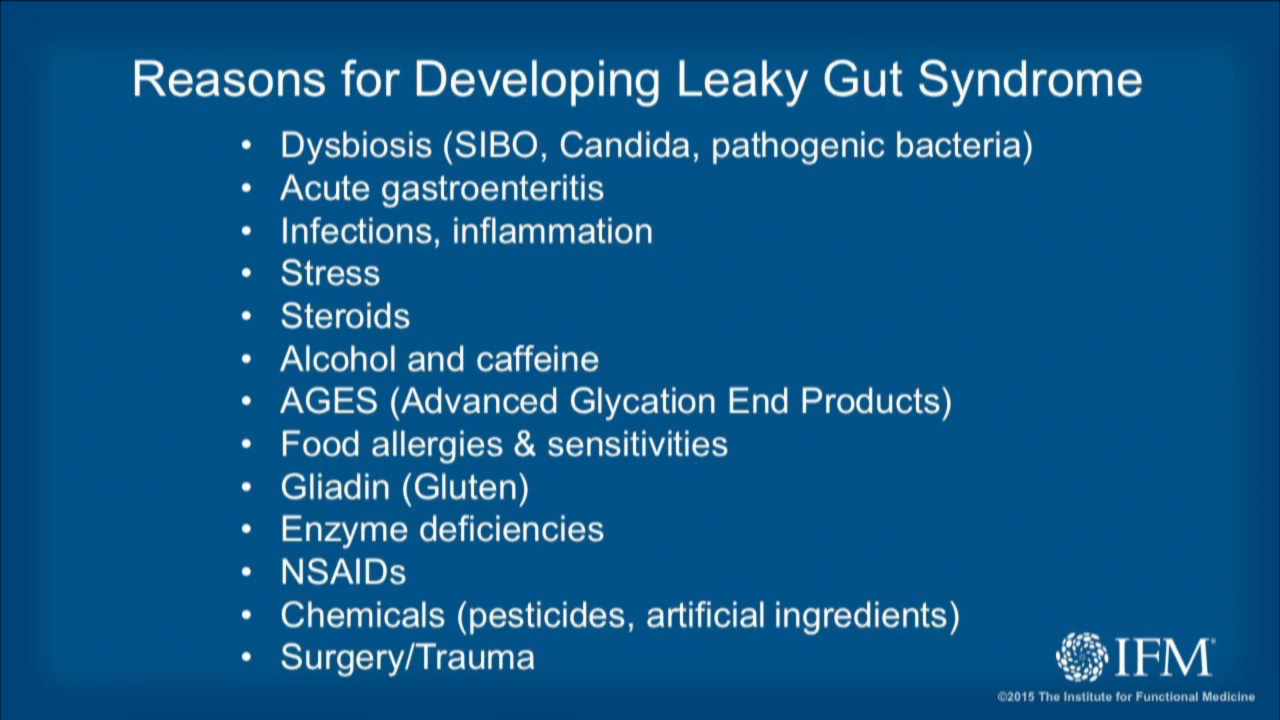 Reasons for Developing Leaky Gut Syndrome
• Dysbiosis (SIBO, Candida, pathogenic bacteria)
• Acute gastroenteritis
• Infections, inflammation
• Stress
• Steroids
• Alcohol and caffeine
• AGES (Advanced Glycation End Products)
• Food allergies & sensitivities
• Gliadin (Gluten)
• Enzyme deficiencies
• NSAIDs
• Chemicals (pesticides, artificial ingredients)
• Surgery/Trauma
IFM
©2015 The Institute for Functional Medicine